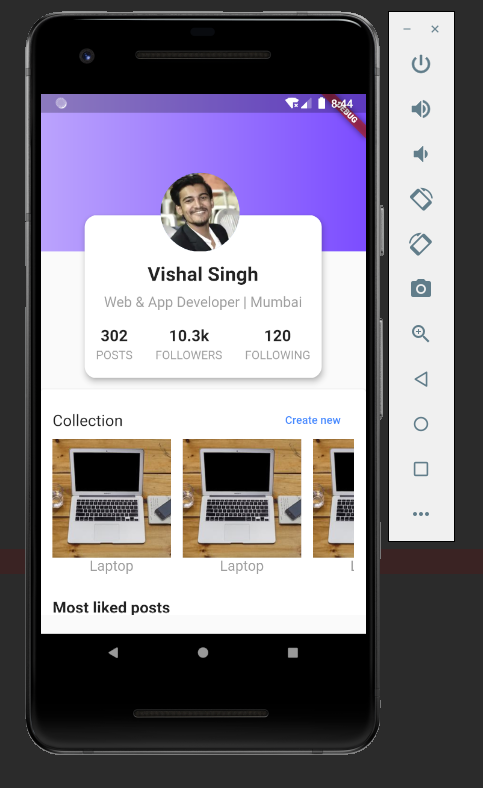 8:44
DEBUG
Vishal Singh
Web & App Developer | Mumbai
302 10.3k 120
POSTS FOLLOWERS FOLLOWING
Collection Create new
Laptop Laptop L
Most liked posts